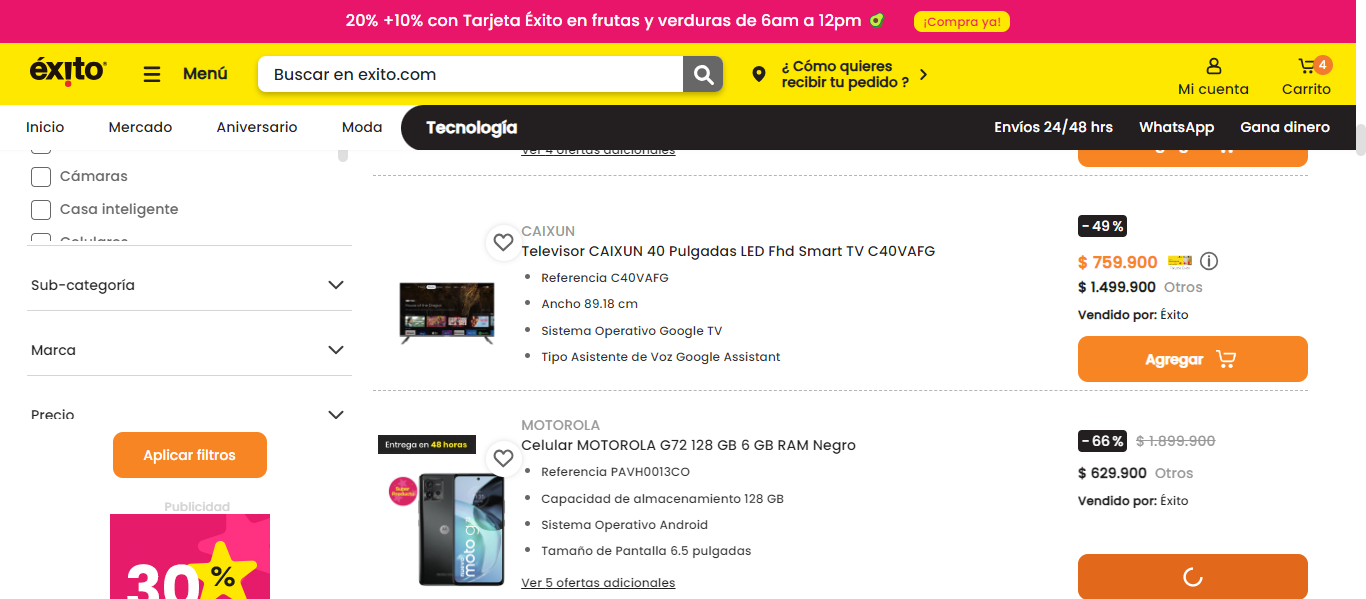 20% +10% con Tarjeta Éxito en frutas y verduras de 6am a 12pm
¡Compra ya!
éxito
Menú
Buscar en exito.com
¿ Cómo quieres
recibir tu pedido ?
Mi cuenta
4
Carrito
Inicio
Mercado
Aniversario
Moda
Tecnología
Envíos 24/48 hrs
WhatsApp
Gana dinero
Cámaras
Casa inteligente
Celulares
Sub-categoría
Marca
Precio
Aplicar filtros
Publicidad
30%
Ver 4 ofertas adicionales
CAIXUN
Televisor CAIXUN 40 Pulgadas LED Fhd Smart TV C40VAFG
Referencia C40VAFG
Ancho 89.18 cm
Sistema Operativo Google TV
Tipo Asistente de Voz Google Assistant
- 49 %
$ 759.900
$ 1.499.900 Otros
Vendido por: Éxito
Agregar
Entrega en 48 horas
Súper Producto
moto g
MOTOROLA
Celular MOTOROLA G72 128 GB 6 GB RAM Negro
Referencia PAVH0013CO
Capacidad de almacenamiento 128 GB
Sistema Operativo Android
Tamaño de Pantalla 6.5 pulgadas
Ver 5 ofertas adicionales
- 66 % $ 1.899.900
$ 629.900 Otros
Vendido por: Éxito